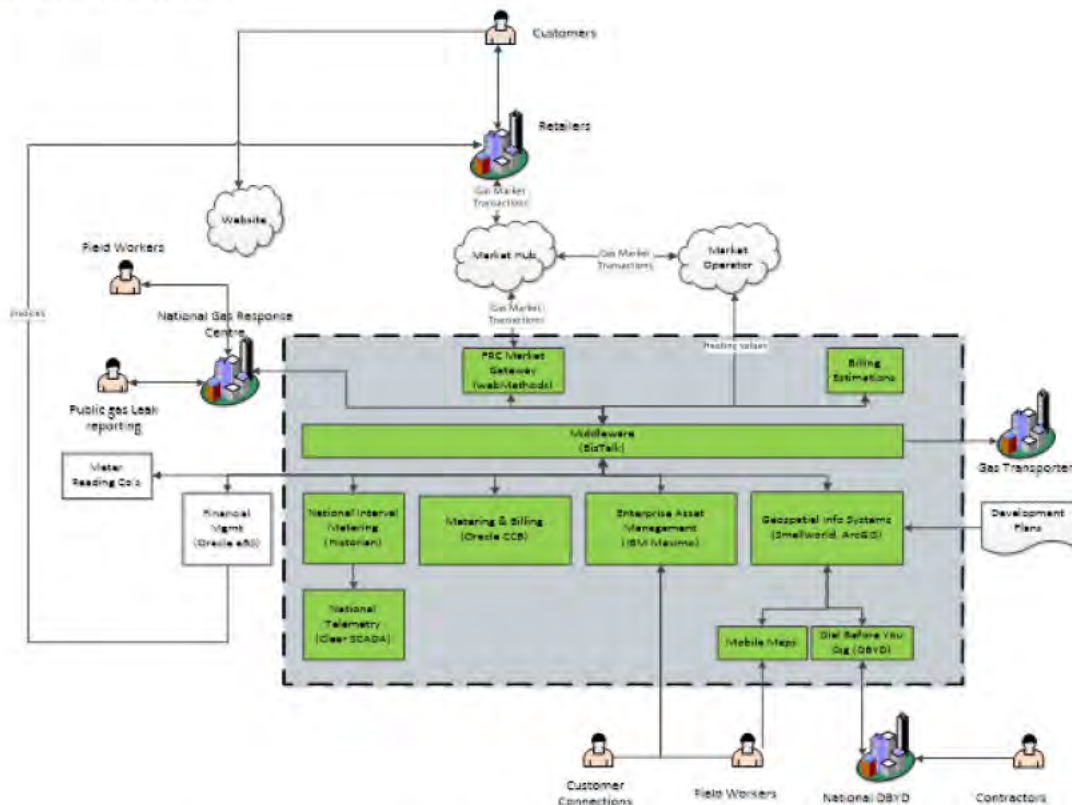 Customers
Retailers
Gas Market
Transactions
Website
Market Hub
Gas Market
Transactions
Market
Operator
Field Workers
Invoices
Gas Market
Transactions
National Gas Response
Centre
Heating values
FRC Market
Gateway
(webMethods)
Billing
Estimations
Public gas Leak
reporting
Middleware
(BizTalk)
Gas Transporter
Meter
Reading Co's
Financial
Mgmt
(Oracle eBS)
National Interval
Metering
(Historian)
Metering & Billing
(Oracle CCB)
Enterprise Asset
Management
(IBM Maximo)
Geospatial Info Systems
(Smallworld, ArcGIS)
Development
Plans
National
Telemetry
(Clear SCADA)
Mobile Maps
Dial Before You
Dig (DBYD)
Customer
Connections
Field Workers
National DBYD
Contractors